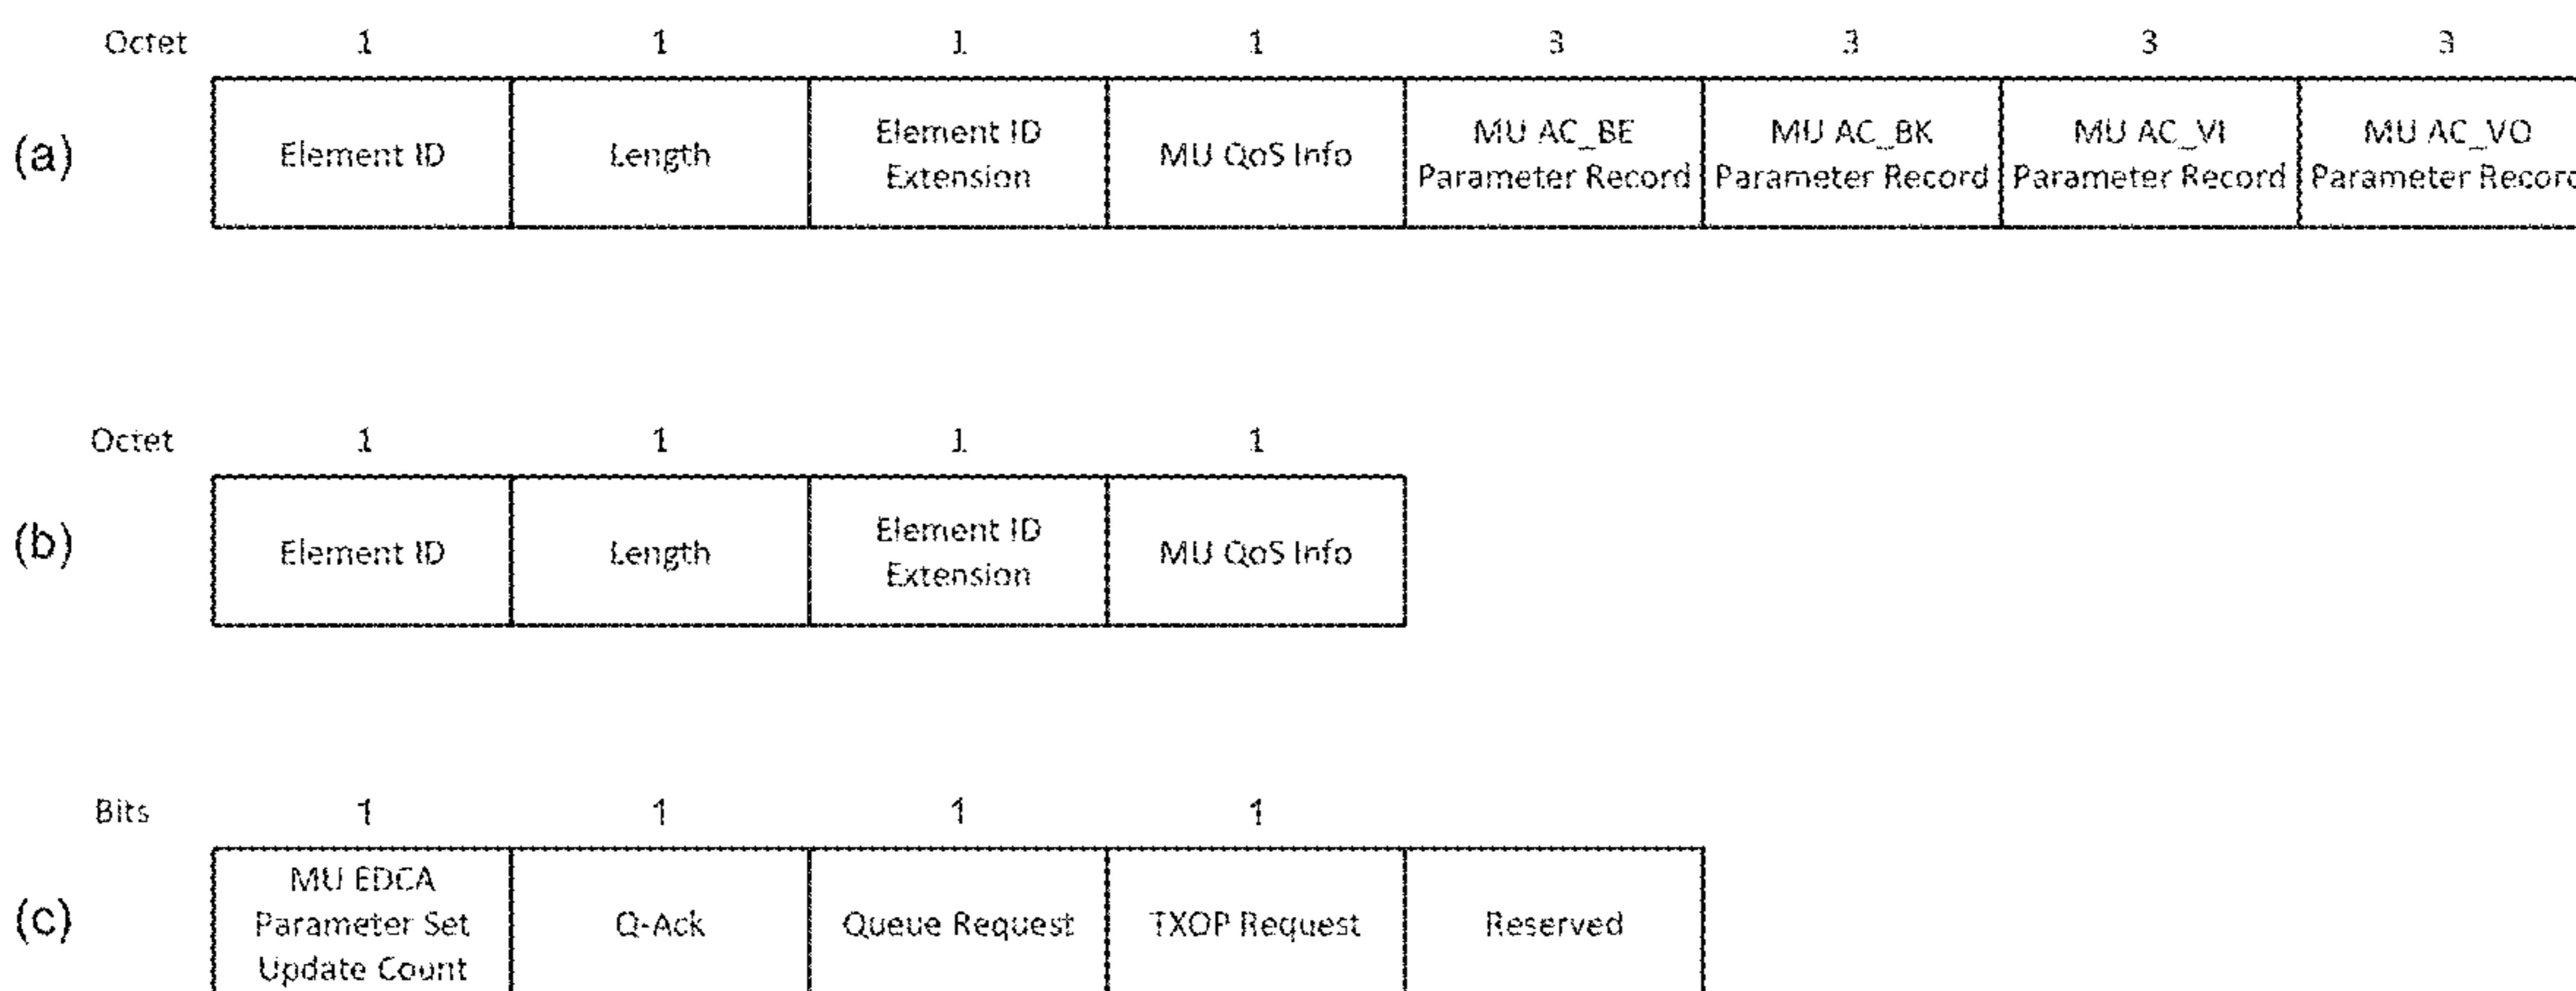 Octet 1 1 1 1 3 3 3 3
(a)
Element ID
Length
Element ID
Extension
MU QoS Info
MU AC_BE
Parameter Record
MU AC_BK
Parameter Record
MU AC_VI
Parameter Record
MU AC_VO
Parameter Record
Octet 1 1 1 1
(b)
Element ID
Length
Element ID
Extension
MU QoS Info
Bits 1 1 1 1
(c)
MU EDCA
Parameter Set
Update Count
Q-Ack
Queue Request
TXOP Request
Reserved